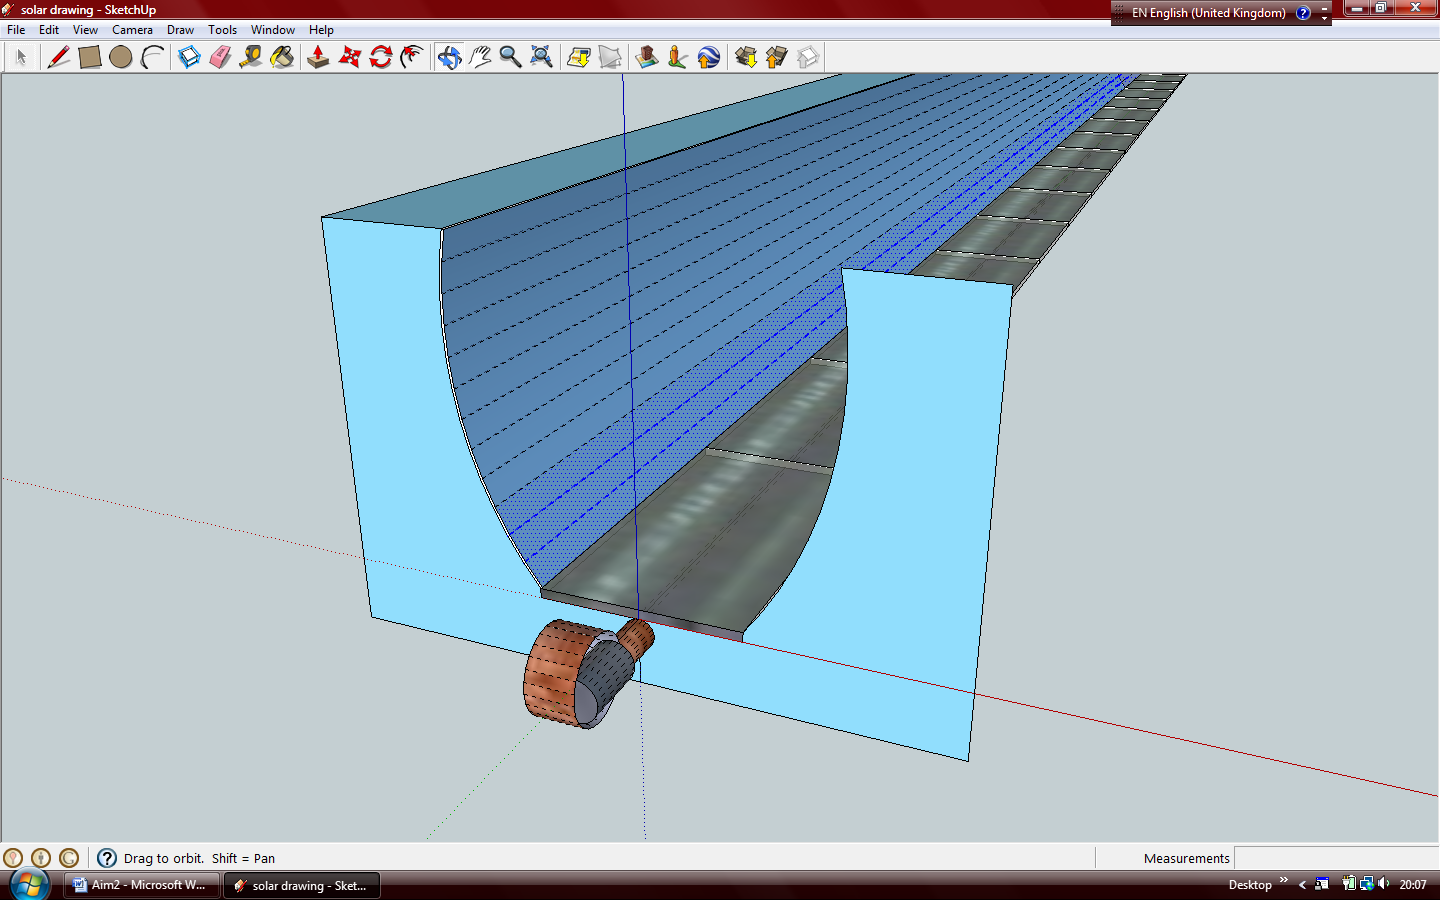 solar drawing - SketchUp
EN English (United Kingdom)
?
File Edit View Camera Draw Tools Window Help
? Drag to orbit. Shift = Pan
Measurements
Aim2 - Microsoft W...
solar drawing - Sket...
Desktop
20:07